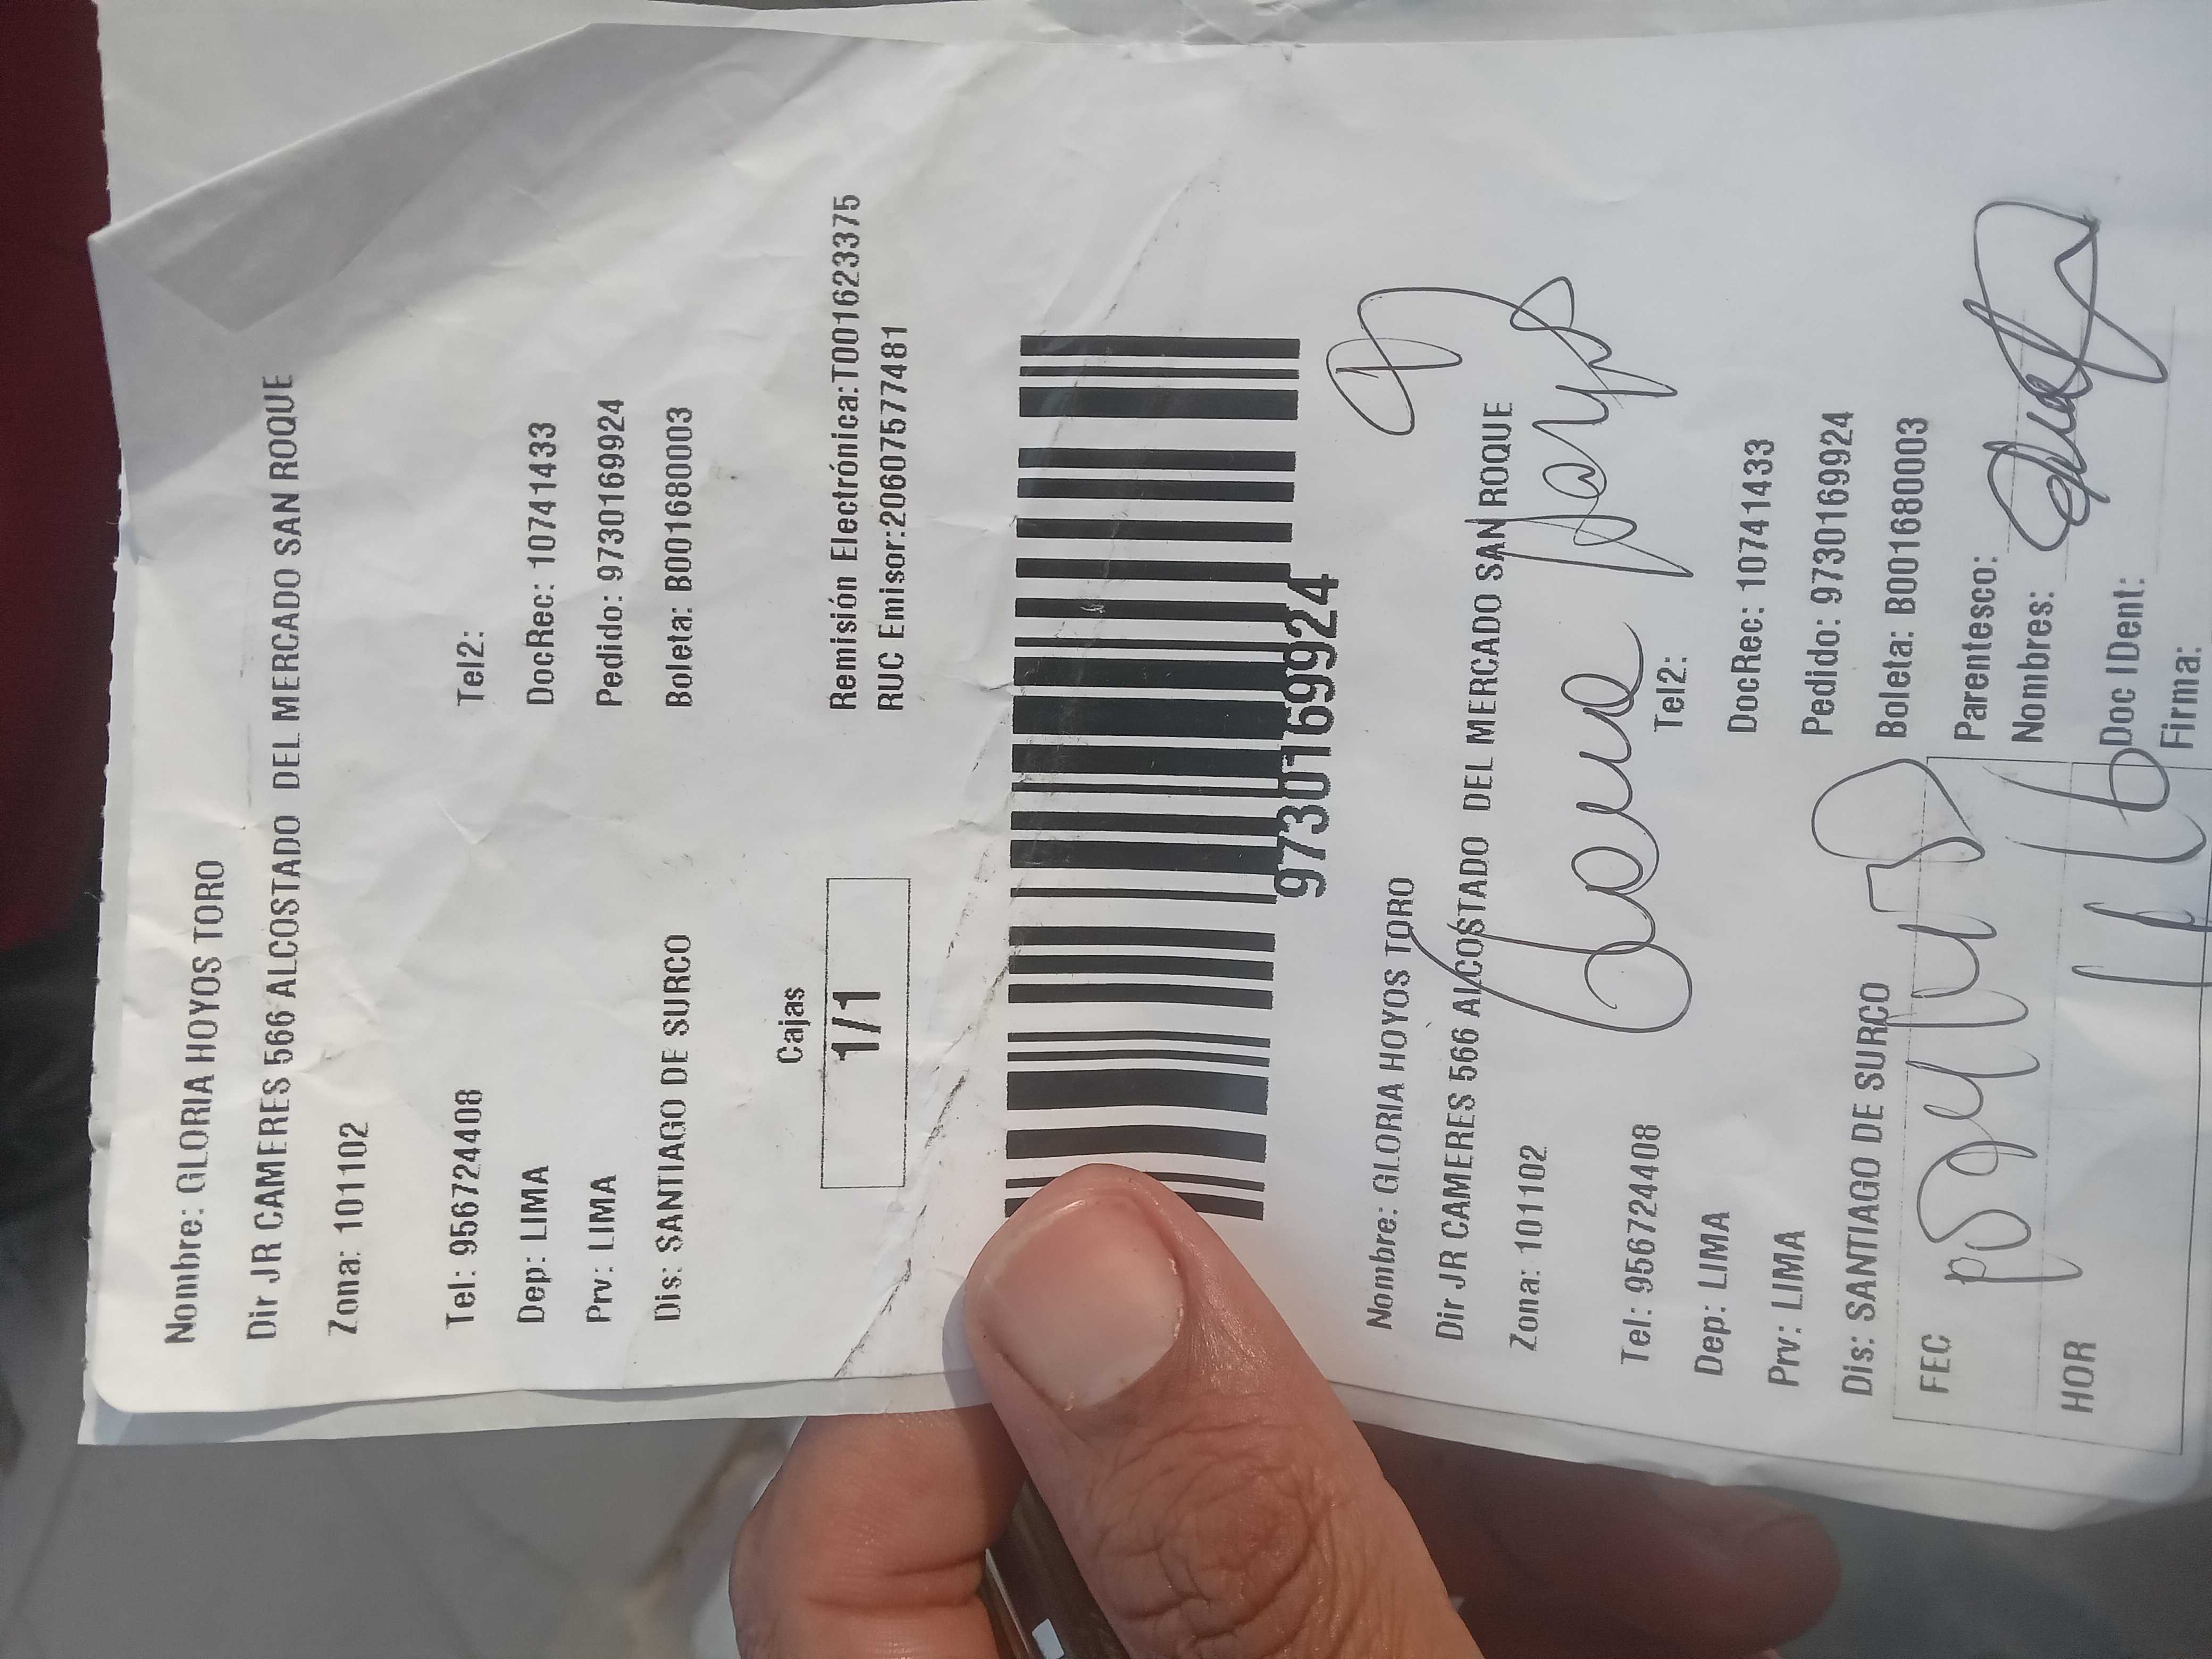 Nombre: GLORIA HOYOS TORO
Dir JR CAMERES 566 ALCOSTADO DEL MERCADO SAN ROQUE
Zona: 101102
Tel: 956724408 Tel2:
Dep: LIMA DocRec: 10741433
Prv: LIMA Pedido: 97301699924
Dis: SANTIAGO DE SURCO Boleta: B001680003
Cajas
1/1
Remisión Electrónica:T001623375
RUC Emisor:20607577481
9730169924
Nombre: GLORIA HOYOS TORO
Dir JR CAMERES 566 ALCOSTADO DEL MERCADO SAN ROQUE
Zona: 101102
Tel: 956724408 Tel2:
Dep: LIMA DocRec: 10741433
Prv: LIMA Pedido: 9730169924
Dis: SANTIAGO DE SURCO Boleta: B001680003
FEC Parentesco:
Nombres:
HOR Doc IDent:
Firma: